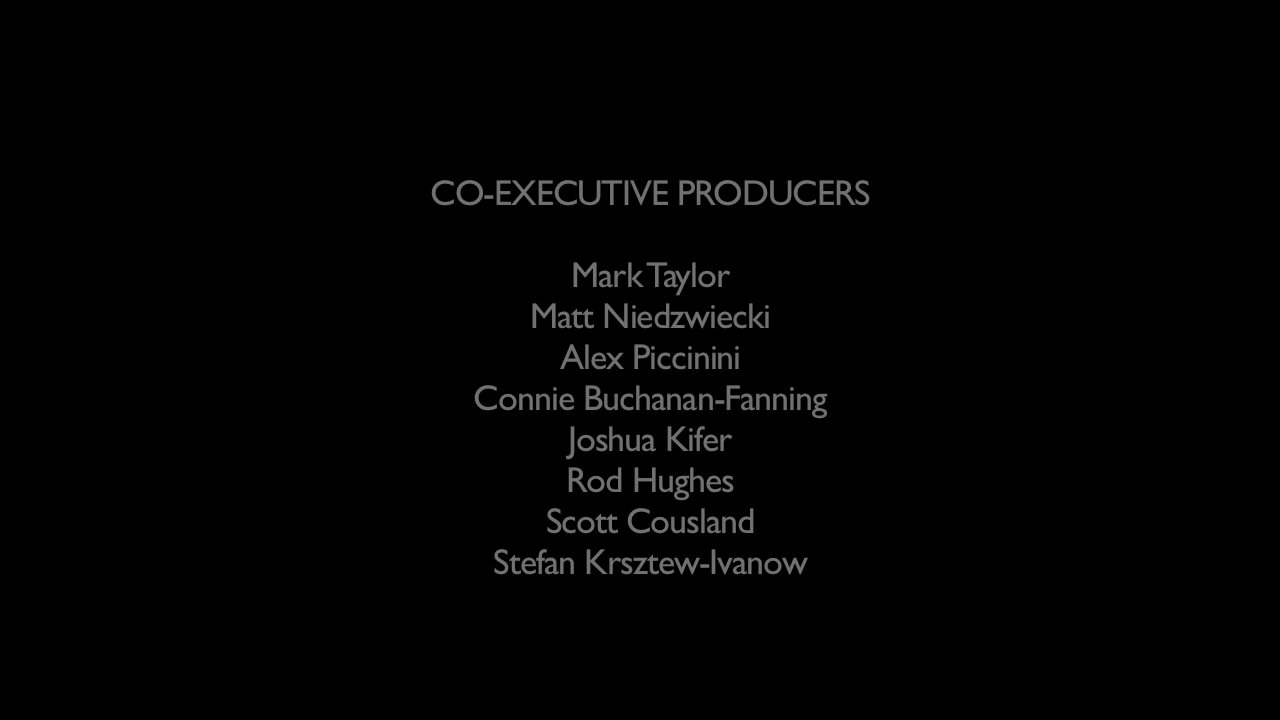 CO-EXECUTIVE PRODUCERS
Mark Taylor
Matt Niedzwiecki
Alex Piccinini
Connie Buchanan-Fanning
Joshua Kifer
Rod Hughes
Scott Cousland
Stefan Krsztew-Ivanow